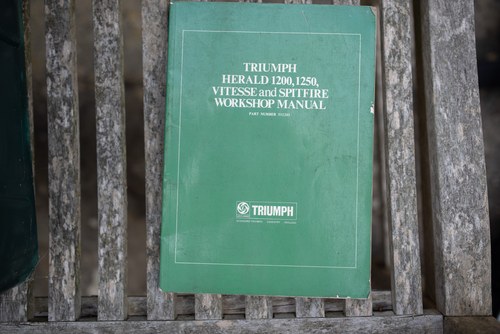 TRIUMPH
HERALD 1200, 1250,
VITESSE and SPITFIRE
WORKSHOP MANUAL
PART NUMBER
TRIUMPH